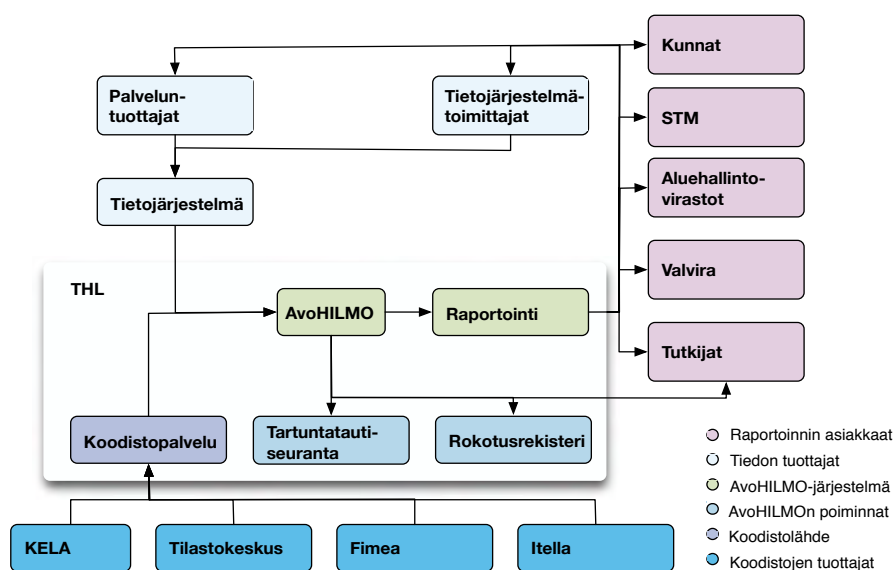 Kunnat
Palvelun-
tuottajat
Tietojärjestelmä-
toimittajat
STM
Aluehallinto-
virastot
Tietojärjestelmä
Valvira
THL
AvoHILMO
Raportointi
Tutkijat
Koodistopalvelu
Tartuntatauti-
seuranta
Rokotusrekisteri
KELA
Tilastokeskus
Fimea
Itella
Raportoinnin asiakkaat
Tiedon tuottajat
AvoHILMO-järjestelmä
AvoHILMOn poiminnat
Koodistolähde
Koodistojen tuottajat